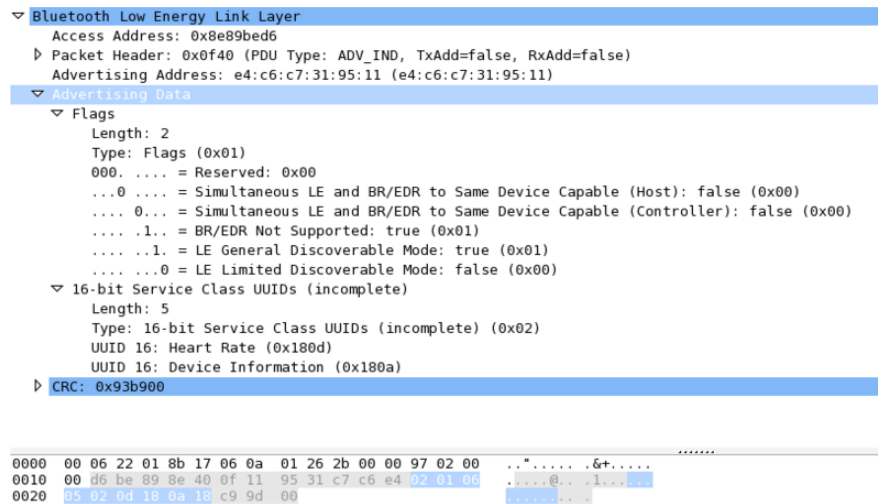 Bluetooth Low Energy Link Layer
Access Address: 0x8e89bed6
Packet Header: 0x0f40 (PDU Type: ADV_IND, TxAdd=false, RxAdd=false)
Advertising Address: e4:c6:c7:31:95:11 (e4:c6:c7:31:95:11)
Advertising Data
Flags
Length: 2
Type: Flags (0x01)
000. .... = Reserved: 0x00
...0 .... = Simultaneous LE and BR/EDR to Same Device Capable (Host): false (0x00)
.... 0... = Simultaneous LE and BR/EDR to Same Device Capable (Controller): false (0x00)
.... .1.. = BR/EDR Not Supported: true (0x01)
.... ..1. = LE General Discoverable Mode: true (0x01)
.... ...0 = LE Limited Discoverable Mode: false (0x00)
16-bit Service Class UUIDs (incomplete)
Length: 5
Type: 16-bit Service Class UUIDs (incomplete) (0x02)
UUID 16: Heart Rate (0x180d)
UUID 16: Device Information (0x180a)
CRC: 0x93b900
0000 00 06 22 01 8b 17 06 0a 01 26 2b 00 00 97 02 00 .."..... .&+.....
0010 00 d6 be 89 8e 40 0f 11 95 31 c7 c6 e4 02 01 06 .....@.. .1......
0020 05 02 0d 18 0a 18 c9 9d 00 ........ .